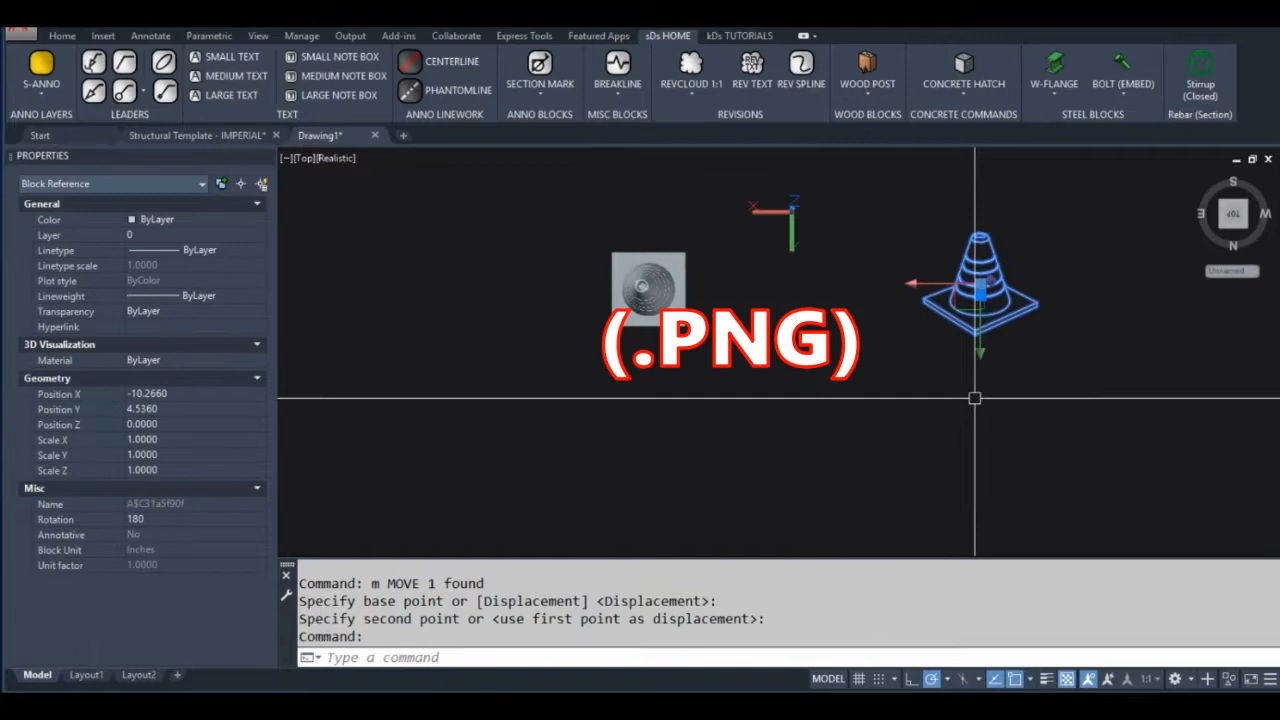 Home Insert Annotate Parametric View Manage Output Add-ins Collaborate Express Tools Featured Apps sDs HOME kDs TUTORIALS
S-ANNO
ANNO LAYERS
LEADERS
SMALL TEXT
MEDIUM TEXT
LARGE TEXT
SMALL NOTE BOX
MEDIUM NOTE BOX
LARGE NOTE BOX
TEXT
CENTERLINE
PHANTOMLINE
ANNO LINEWORK
SECTION MARK
ANNO BLOCKS
BREAKLINE
MISC BLOCKS
REVCLOUD 1:1
REV TEXT
REV SPLINE
REVISIONS
WOOD POST
WOOD BLOCKS
CONCRETE HATCH
CONCRETE COMMANDS
W-FLANGE
BOLT (EMBED)
STEEL BLOCKS
Stirrup
(Closed)
Rebar (Section)
Start
Structural Template - IMPERIAL*
Drawing1*
PROPERTIES
Block Reference
General
Color ByLayer
Layer 0
Linetype ByLayer
Linetype scale 1.0000
Plot style ByColor
Lineweight ByLayer
Transparency ByLayer
Hyperlink
3D Visualization
Material ByLayer
Geometry
Position X -10.2660
Position Y 4.5360
Position Z 0.0000
Scale X 1.0000
Scale Y 1.0000
Scale Z 1.0000
Misc
Name A$C31a5f90f
Rotation 180
Annotative No
Block Unit Inches
Unit factor 1.0000
[−][Top][Realistic]
X Z
S
E TOP W
N
Unnamed
(.PNG)
Command: m MOVE 1 found
Specify base point or [Displacement] <Displacement>:
Specify second point or <use first point as displacement>:
Command:
Type a command
Model Layout1 Layout2
MODEL 1:1